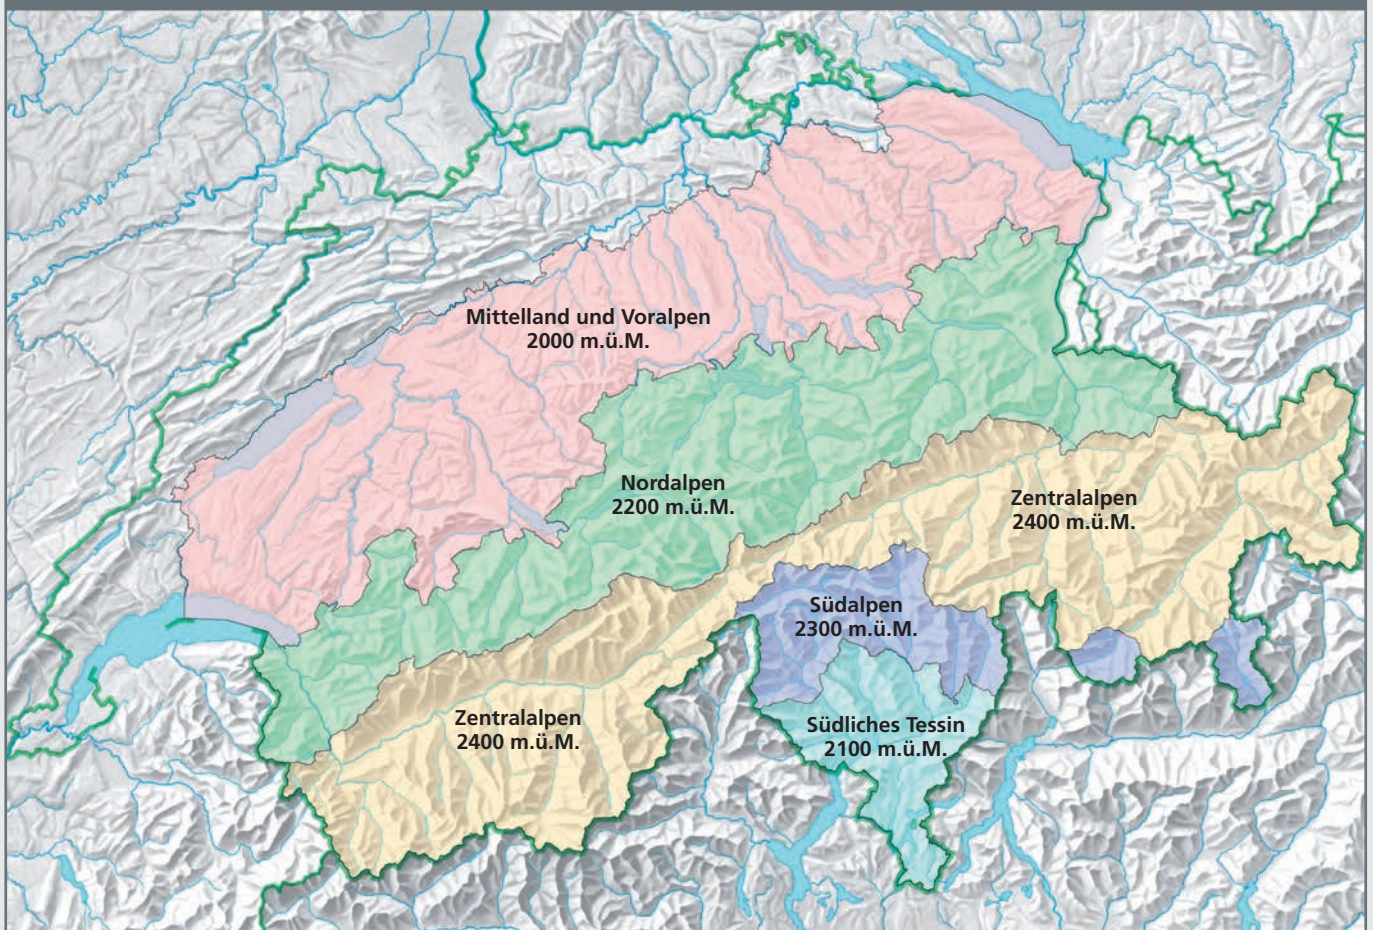 Mittelland und Voralpen
2000 m.ü.M.
Nordalpen
2200 m.ü.M.
Zentralalpen
2400 m.ü.M.
Südalpen
2300 m.ü.M.
Zentralalpen
2400 m.ü.M.
Südliches Tessin
2100 m.ü.M.